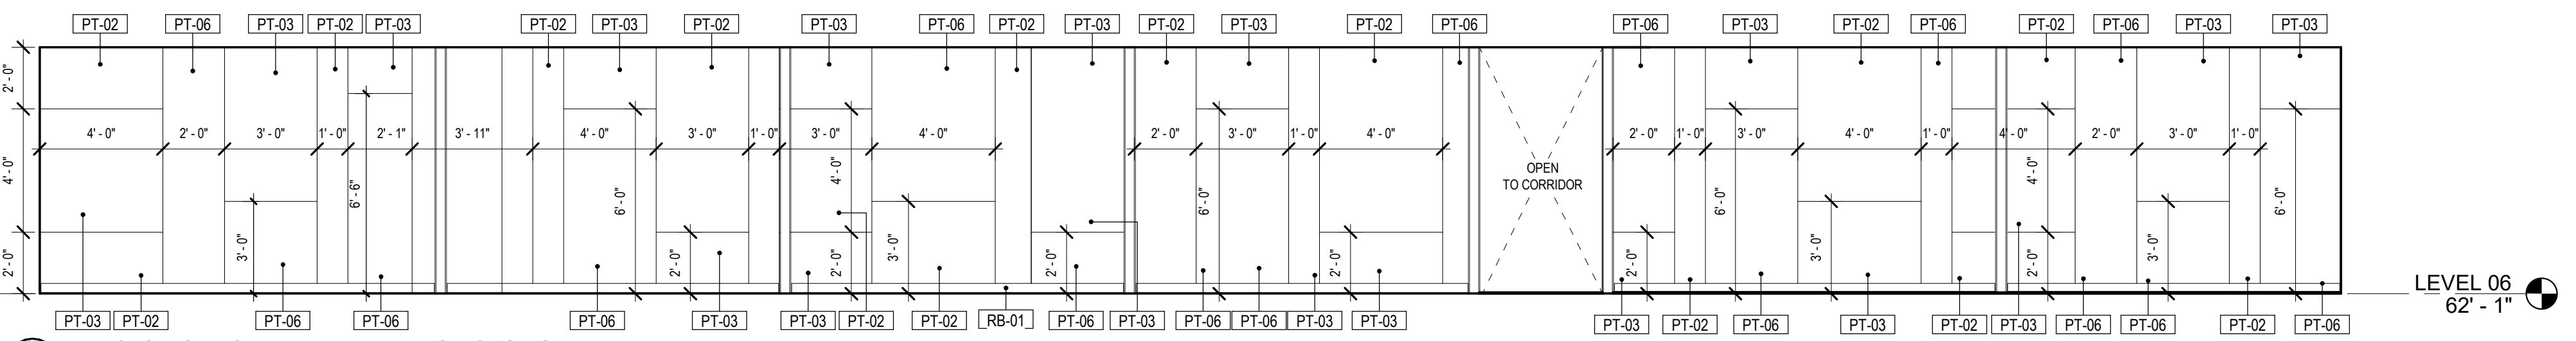 PT-02 PT-06 PT-03 PT-02 PT-03 PT-02 PT-03 PT-02 PT-03 PT-06 PT-02 PT-03 PT-02 PT-03 PT-02 PT-06 PT-06 PT-03 PT-02 PT-06 PT-02 PT-06 PT-03 PT-03
2' - 0"
4' - 0" 2' - 0" 3' - 0" 1' - 0" 2' - 1" 3' - 11" 4' - 0" 3' - 0" 1' - 0" 3' - 0" 4' - 0" 2' - 0" 3' - 0" 1' - 0" 4' - 0" 2' - 0" 1' - 0" 3' - 0" 4' - 0" 1' - 0" 4' - 0" 2' - 0" 3' - 0" 1' - 0"
4' - 0" 6' - 6" 6' - 0" 4' - 0" 6' - 0" 6' - 0" 4' - 0" 6' - 0"
OPEN
TO CORRIDOR
2' - 0" 3' - 0" 2' - 0" 2' - 0" 3' - 0" 2' - 0" 2' - 0" 2' - 0" 3' - 0" 2' - 0" 3' - 0"
LEVEL 06
62' - 1"
PT-03 PT-02 PT-06 PT-06 PT-06 PT-03 PT-03 PT-02 PT-02 RB-01 PT-06 PT-03 PT-06 PT-06 PT-03 PT-03 PT-03 PT-02 PT-06 PT-03 PT-02 PT-03 PT-06 PT-06 PT-02 PT-06